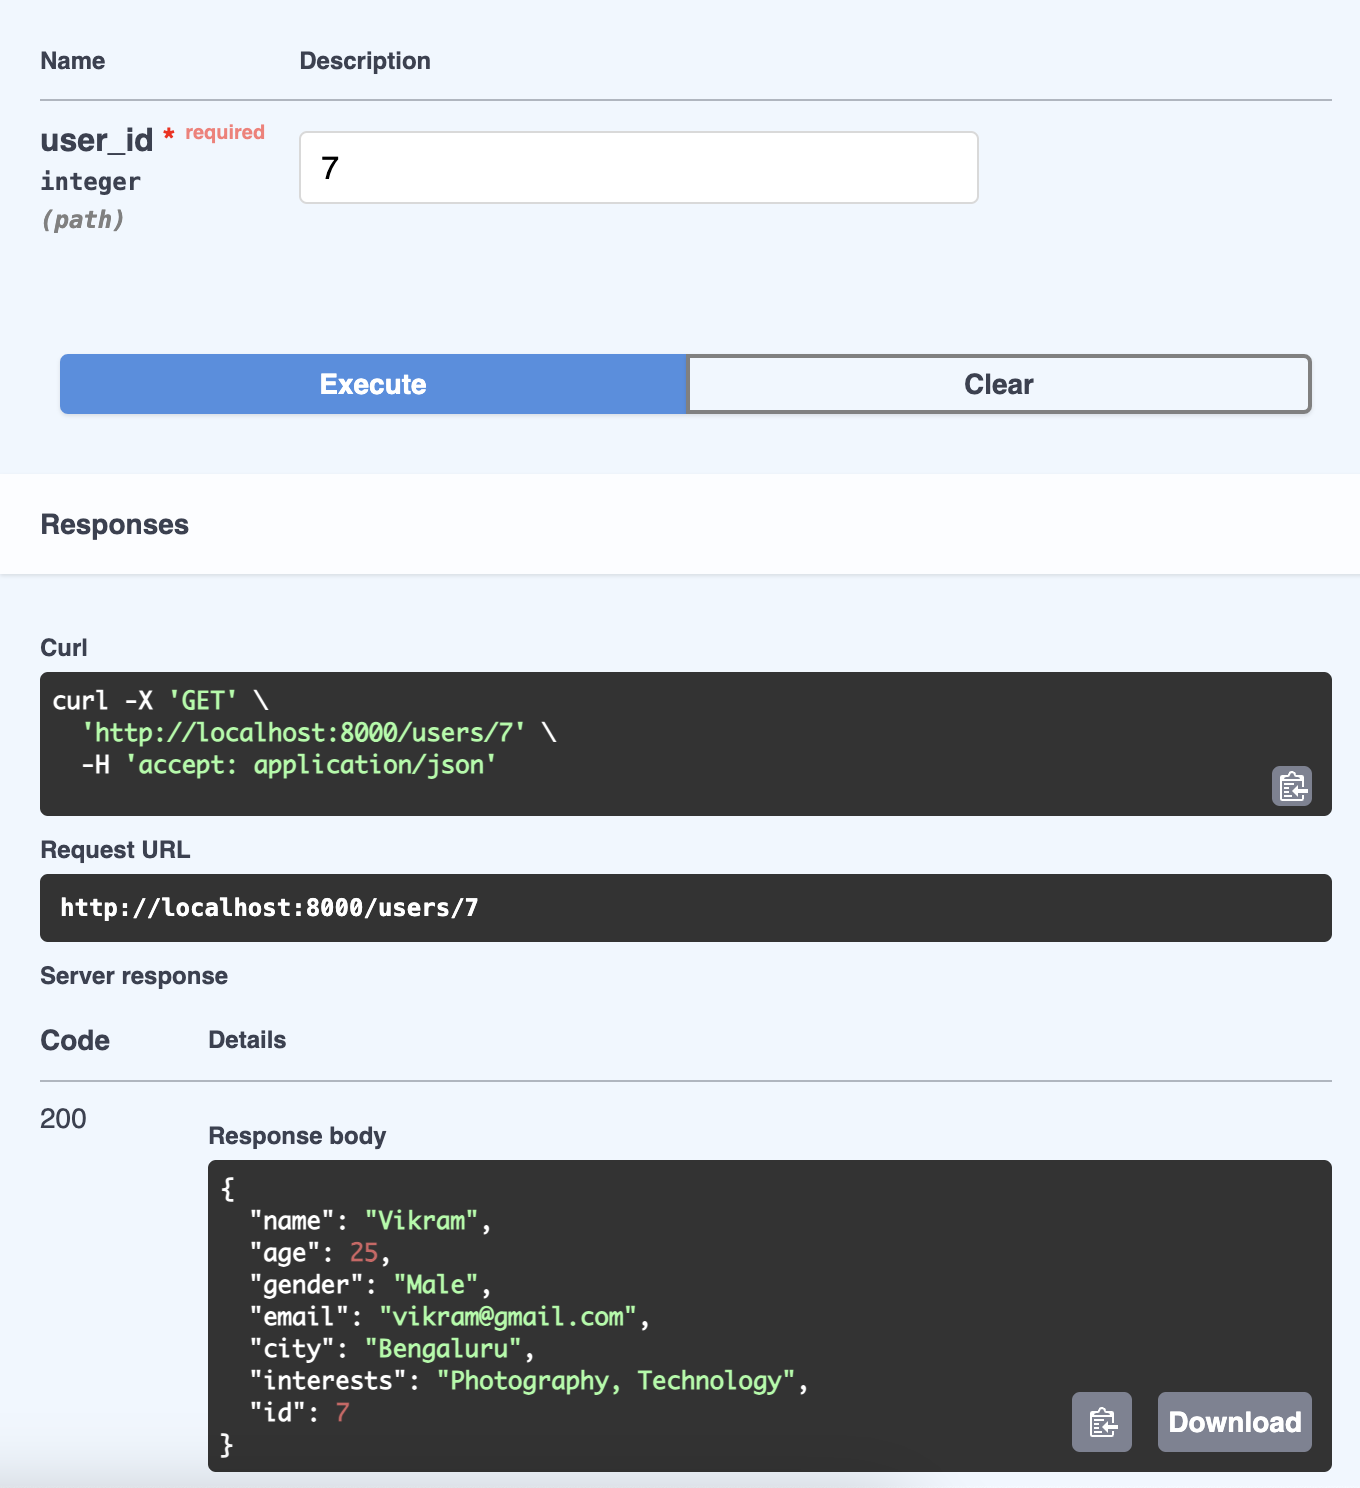 Name Description
user_id * required
7
integer
(path)
Execute Clear
Responses
Curl
curl -X 'GET' \
  'http://localhost:8000/users/7' \
  -H 'accept: application/json'
Request URL
http://localhost:8000/users/7
Server response
Code Details
200
Response body
{
  "name": "Vikram",
  "age": 25,
  "gender": "Male",
  "email": "vikram@gmail.com",
  "city": "Bengaluru",
  "interests": "Photography, Technology",
  "id": 7
}
Download